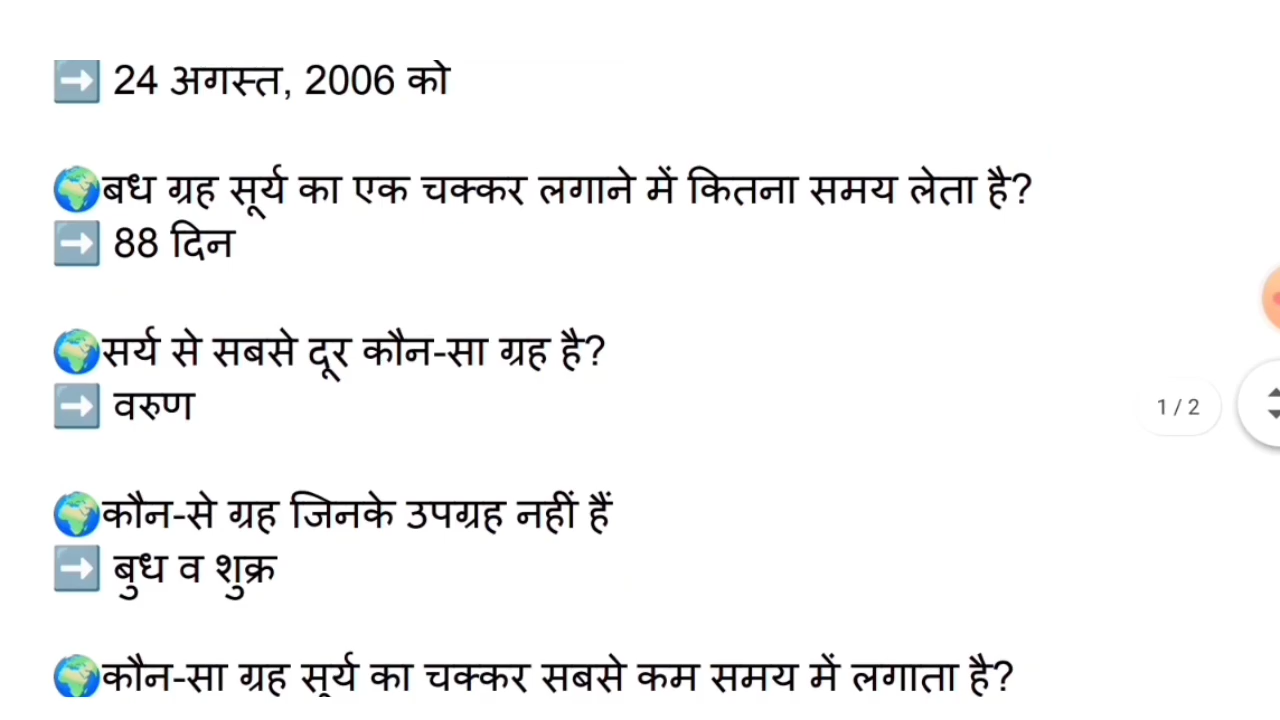 ➡️ 24 अगस्त, 2006 को
🌍बध ग्रह सूर्य का एक चक्कर लगाने में कितना समय लेता है?
➡️ 88 दिन
🌍सर्य से सबसे दूर कौन-सा ग्रह है?
➡️ वरुण
1 / 2
🌍कौन-से ग्रह जिनके उपग्रह नहीं हैं
➡️ बुध व शुक्र
🌍कौन-सा ग्रह सूर्य का चक्कर सबसे कम समय में लगाता है?